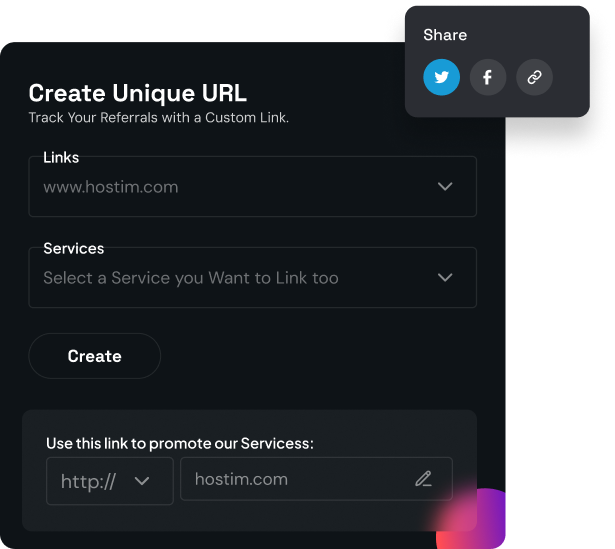 Share
Create Unique URL
Track Your Referrals with a Custom Link.
Links
www.hostim.com
Services
Select a Service you Want to Link too
Create
Use this link to promote our Servicess:
http://
hostim.com